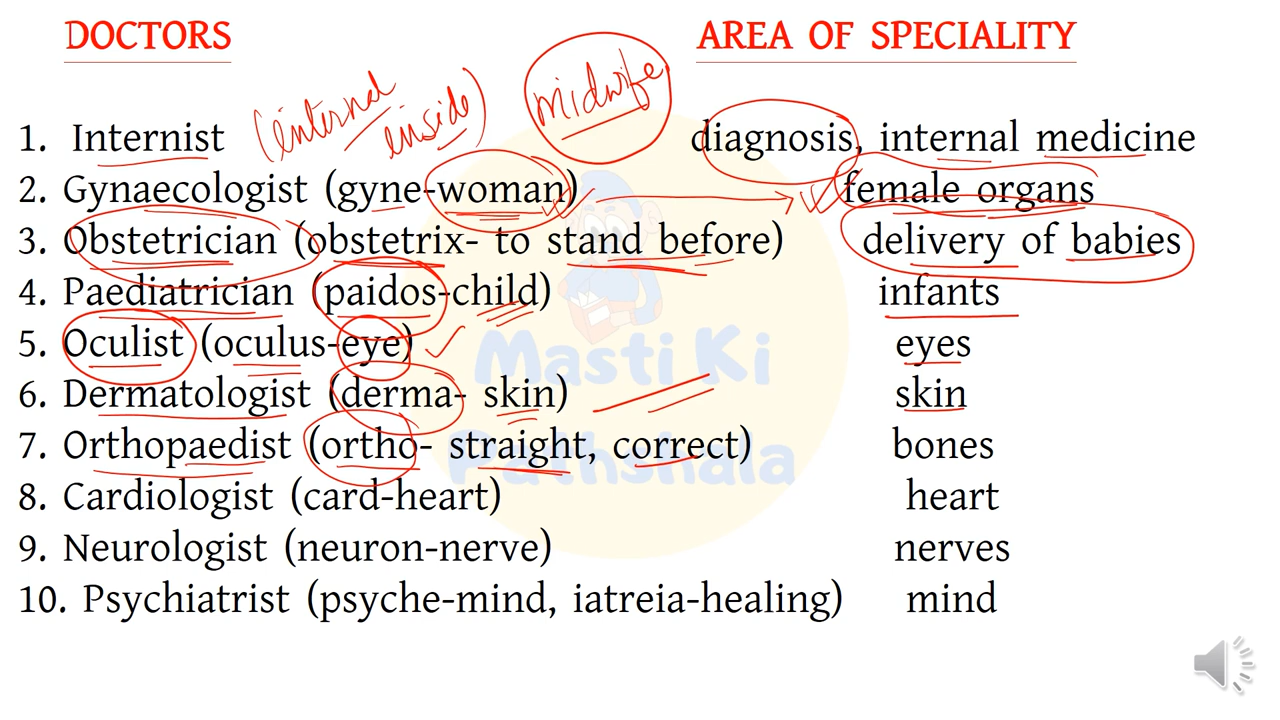 DOCTORS AREA OF SPECIALITY
midwife
(internal
inside)
1. Internist diagnosis, internal medicine
2. Gynaecologist (gyne-woman) female organs
3. Obstetrician (obstetrix- to stand before) delivery of babies
4. Paediatrician (paidos-child) infants
5. Oculist (oculus-eye) eyes
6. Dermatologist (derma- skin) skin
7. Orthopaedist (ortho- straight, correct) bones
8. Cardiologist (card-heart) heart
9. Neurologist (neuron-nerve) nerves
10. Psychiatrist (psyche-mind, iatreia-healing) mind
Masti Ki
Pathshala